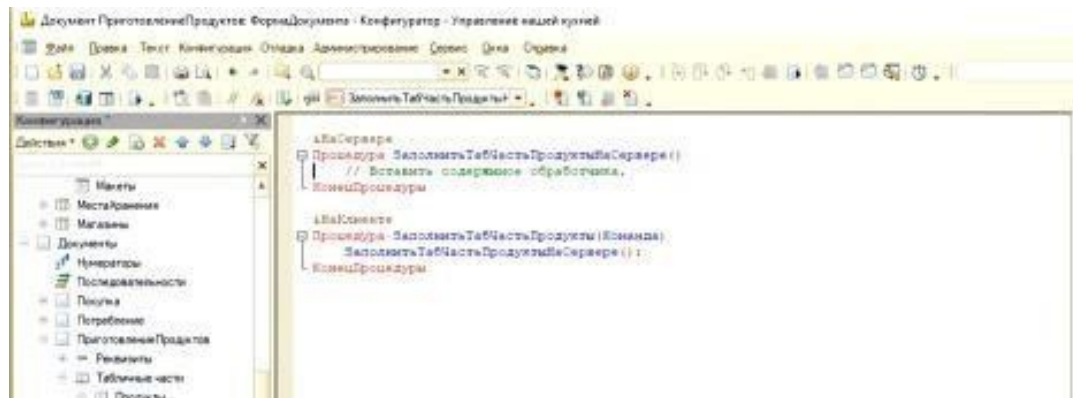 Документ ПриготовлениеПродуктов: ФормаДокумента - Конфигуратор - Управление нашей кухней
Файл Правка Текст Конфигурация Отладка Администрирование Сервис Окна Справка
ЗаполнитьТабЧастьПродукты
Конфигурация *
Действия
Макеты
МестаХранения
Магазины
Документы
Нумераторы
Последовательности
Покупка
Потребление
ПриготовлениеПродуктов
Реквизиты
Табличные части
Продукты
&НаСервере
Процедура ЗаполнитьТабЧастьПродуктыНаСервере()
// Вставить содержимое обработчика.
КонецПроцедуры
&НаКлиенте
Процедура ЗаполнитьТабЧастьПродукты(Команда)
ЗаполнитьТабЧастьПродуктыНаСервере();
КонецПроцедуры